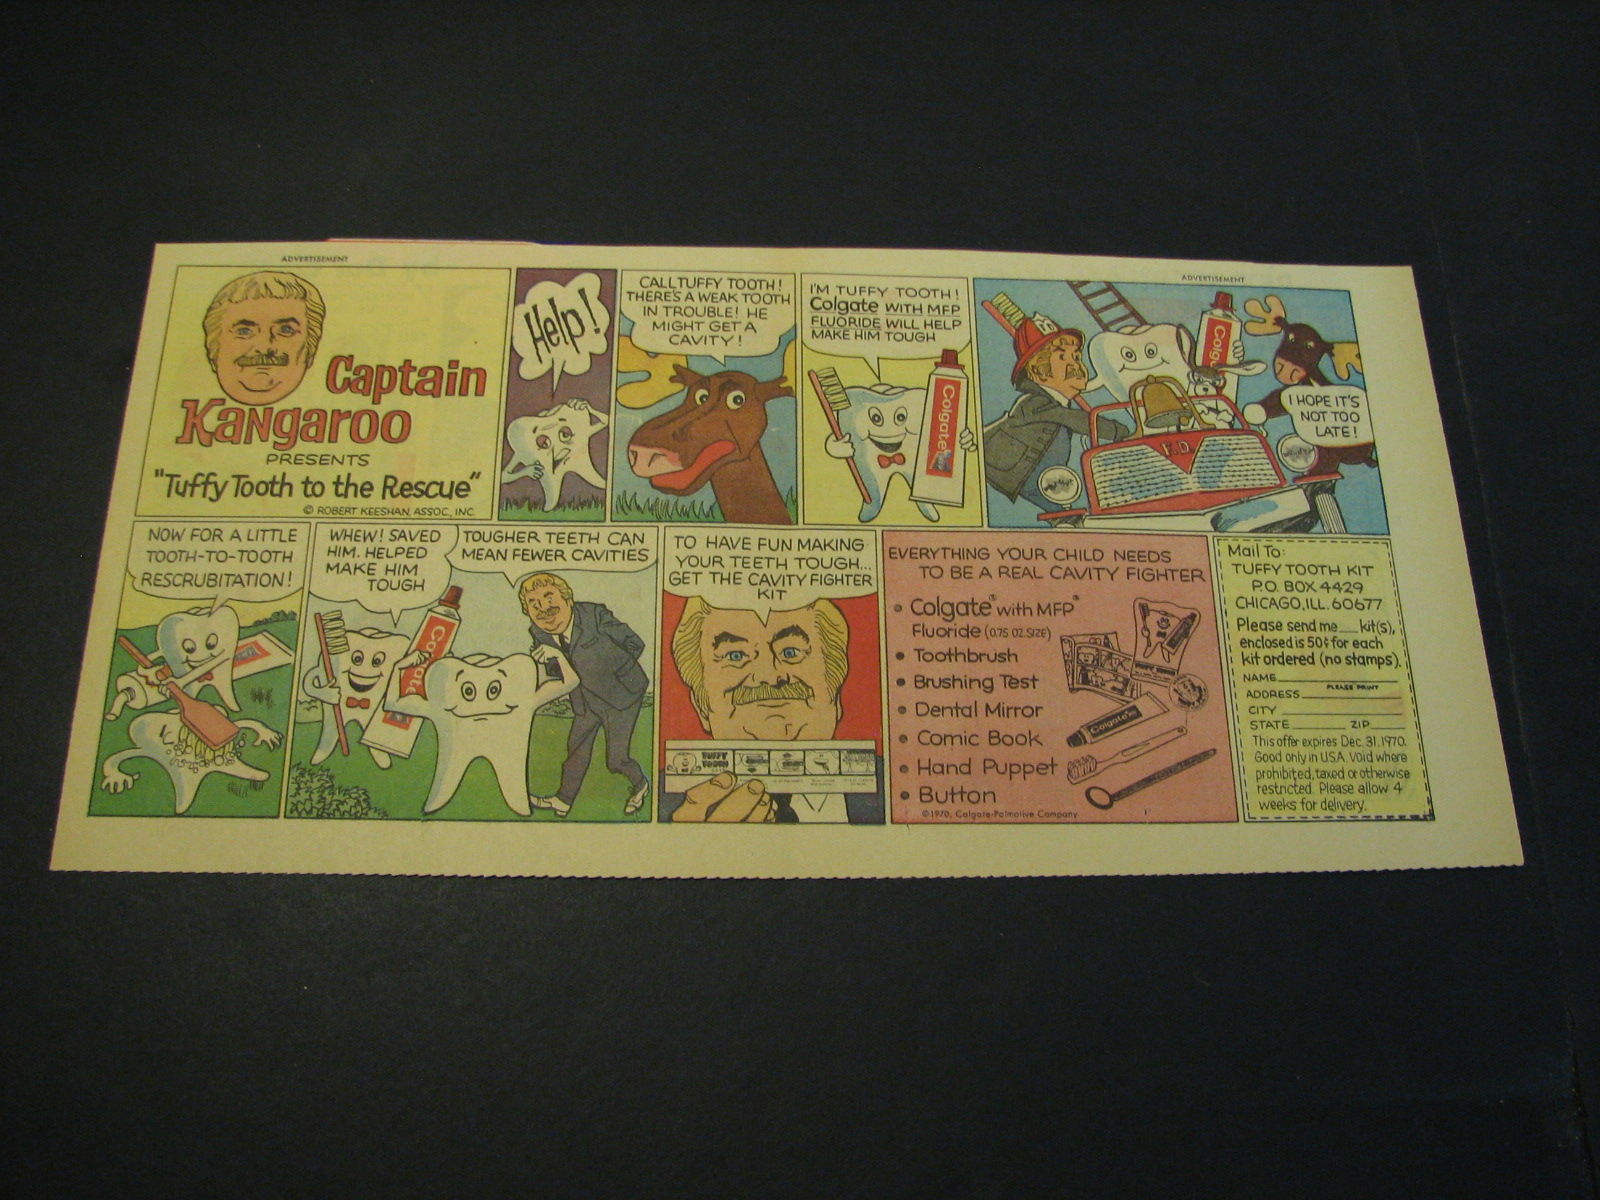 ADVERTISEMENT
Captain
Kangaroo
PRESENTS
"Tuffy Tooth to the Rescue"
© ROBERT KEESHAN, ASSOC., INC.
Help!
CALL TUFFY TOOTH!
THERE'S A WEAK TOOTH
IN TROUBLE! HE
MIGHT GET A
CAVITY!
I'M TUFFY TOOTH!
Colgate WITH MFP
FLUORIDE WILL HELP
MAKE HIM TOUGH
Colgate
ADVERTISEMENT
Colg
F.D.
I HOPE IT'S
NOT TOO
LATE!
NOW FOR A LITTLE
TOOTH-TO-TOOTH
RESCRUBITATION!
WHEW! SAVED
HIM. HELPED
MAKE HIM
TOUGH
TOUGHER TEETH CAN
MEAN FEWER CAVITIES
TO HAVE FUN MAKING
YOUR TEETH TOUGH...
GET THE CAVITY FIGHTER
KIT
TUFFY
TOOTH
EVERYTHING YOUR CHILD NEEDS
TO BE A REAL CAVITY FIGHTER
• Colgate® with MFP®
Fluoride (0.75 OZ. SIZE)
• Toothbrush
• Brushing Test
• Dental Mirror
• Comic Book
• Hand Puppet
• Button
Colgate
©1970, Colgate-Palmolive Company
Mail To:
TUFFY TOOTH KIT
P.O. BOX 4429
CHICAGO, ILL. 60677
Please send me__kit(s),
enclosed is 50¢ for each
kit ordered (no stamps).
NAME
PLEASE PRINT
ADDRESS
CITY
STATE ZIP
This offer expires Dec. 31, 1970.
Good only in U.S.A. Void where
prohibited, taxed or otherwise
restricted. Please allow 4
weeks for delivery.